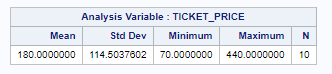 Analysis Variable : TICKET_PRICE
Mean Std Dev Minimum Maximum N
180.0000000 114.5037602 70.0000000 440.0000000 10